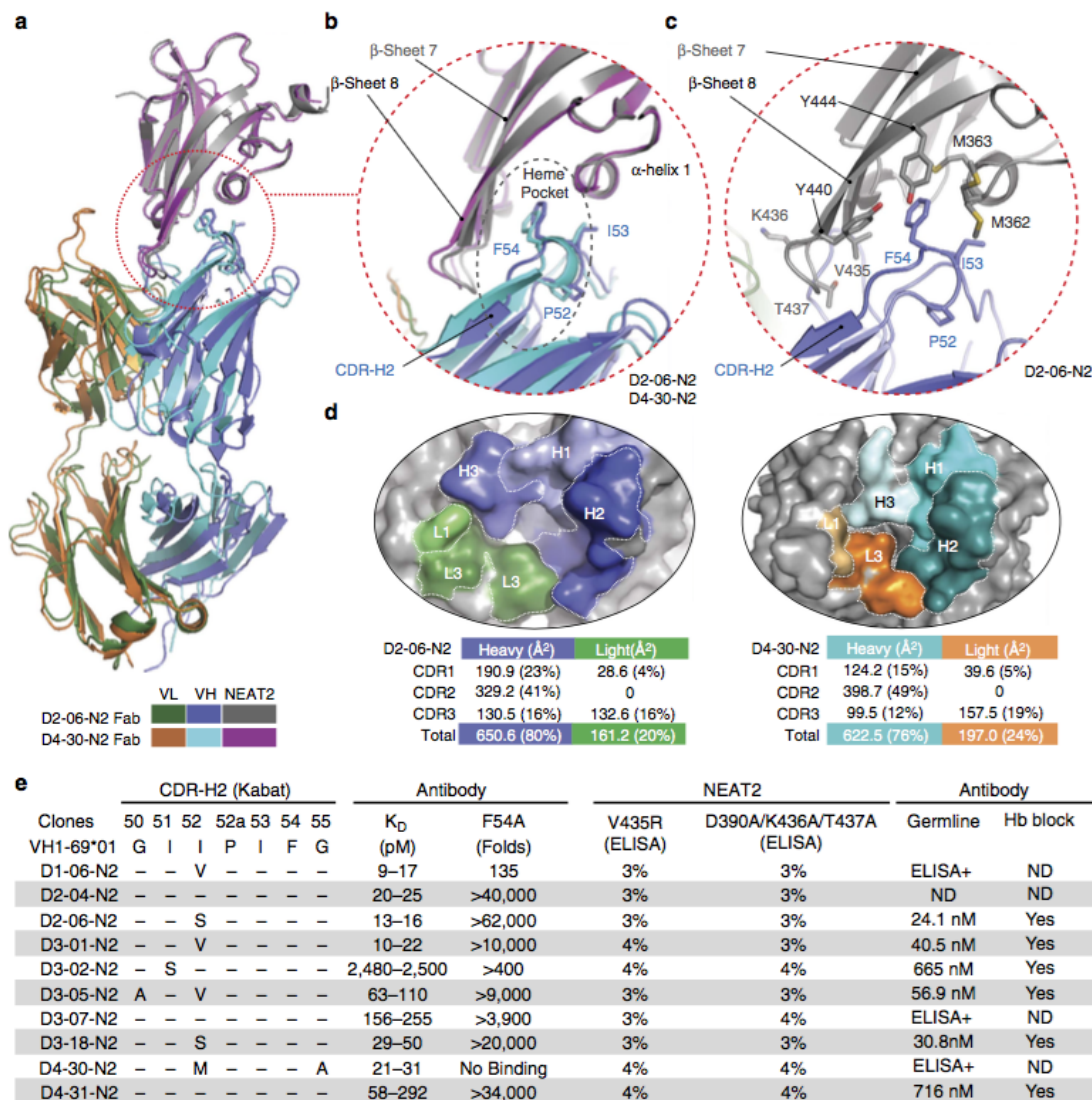 a
b
c
β-Sheet 7
β-Sheet 8
Heme
Pocket
α-helix 1
F54
I53
P52
CDR-H2
D2-06-N2
D4-30-N2
β-Sheet 7
β-Sheet 8
Y444
M363
Y440
K436
M362
F54
I53
V435
T437
P52
CDR-H2
D2-06-N2
VL VH NEAT2
D2-06-N2 Fab
D4-30-N2 Fab
d
H3
H1
H2
L1
L3
L3
H1
H3
L1
L3
H2
D2-06-N2 Heavy (Å²) Light(Å²)
CDR1 190.9 (23%) 28.6 (4%)
CDR2 329.2 (41%) 0
CDR3 130.5 (16%) 132.6 (16%)
Total 650.6 (80%) 161.2 (20%)
D4-30-N2 Heavy (Å²) Light (Å²)
CDR1 124.2 (15%) 39.6 (5%)
CDR2 398.7 (49%) 0
CDR3 99.5 (12%) 157.5 (19%)
Total 622.5 (76%) 197.0 (24%)
e
CDR-H2 (Kabat) Antibody NEAT2 Antibody
Clones 50 51 52 52a 53 54 55 K_D F54A V435R D390A/K436A/T437A Germline Hb block
VH1-69*01 G I I P I F G (pM) (Folds) (ELISA) (ELISA)
D1-06-N2 – – V – – – – 9–17 135 3% 3% ELISA+ ND
D2-04-N2 – – – – – – – 20–25 >40,000 3% 3% ND ND
D2-06-N2 – – S – – – – 13–16 >62,000 3% 3% 24.1 nM Yes
D3-01-N2 – – V – – – – 10–22 >10,000 4% 3% 40.5 nM Yes
D3-02-N2 – S – – – – – 2,480–2,500 >400 4% 4% 665 nM Yes
D3-05-N2 A – V – – – – 63–110 >9,000 3% 3% 56.9 nM Yes
D3-07-N2 – – – – – – – 156–255 >3,900 3% 4% ELISA+ ND
D3-18-N2 – – S – – – – 29–50 >20,000 3% 3% 30.8nM Yes
D4-30-N2 – – M – – – A 21–31 No Binding 4% 4% ELISA+ ND
D4-31-N2 – – – – – – – 58–292 >34,000 4% 4% 716 nM Yes